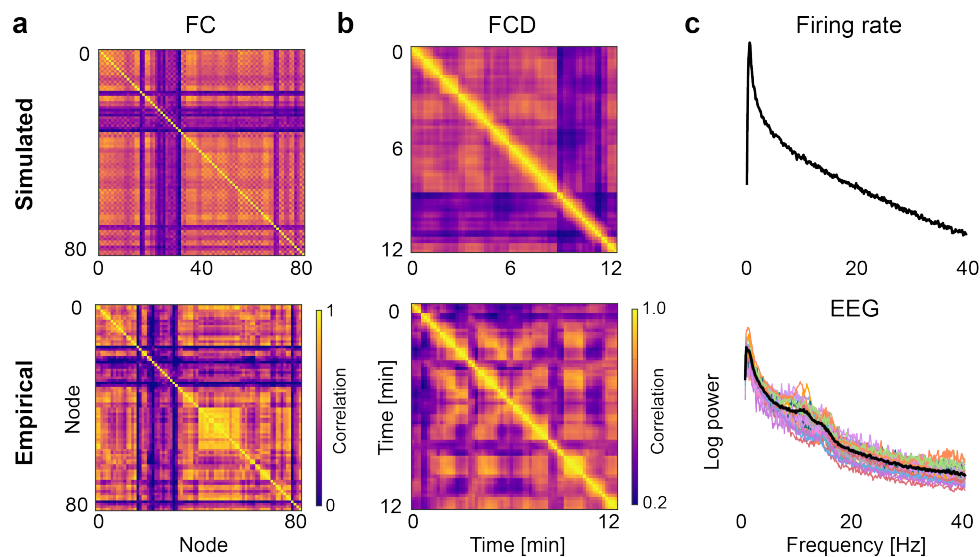 a
FC
b
FCD
c
Firing rate
Simulated
0
80
0
40
80
0
6
12
0
6
12
0
20
40
Empirical
Node
0
80
0
80
Node
1
0
Correlation
Time [min]
0
12
0
12
Time [min]
1.0
0.2
Correlation
EEG
Log power
0
20
40
Frequency [Hz]